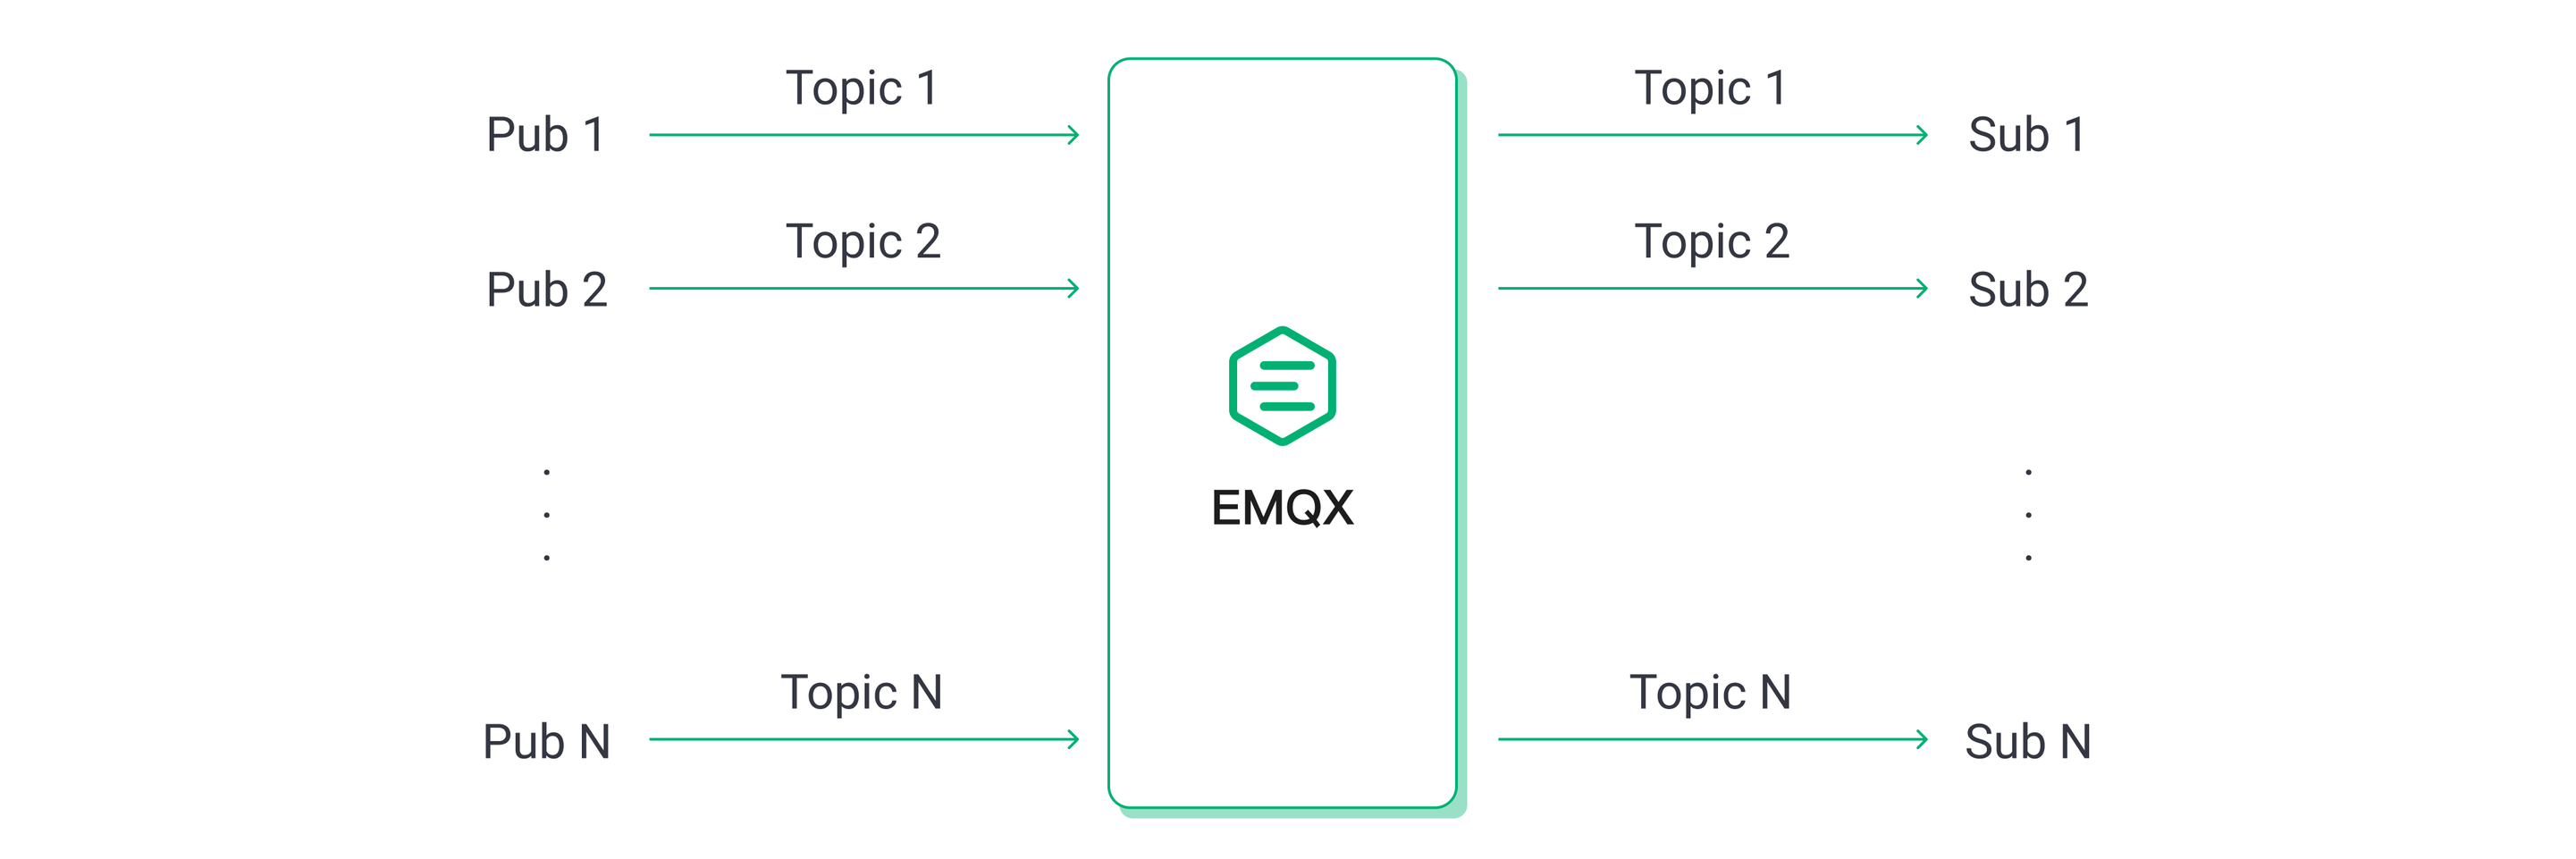 Topic 1
Topic 1
Pub 1
Sub 1
Topic 2
Topic 2
Pub 2
Sub 2
EMQX
Topic N
Topic N
Pub N
Sub N